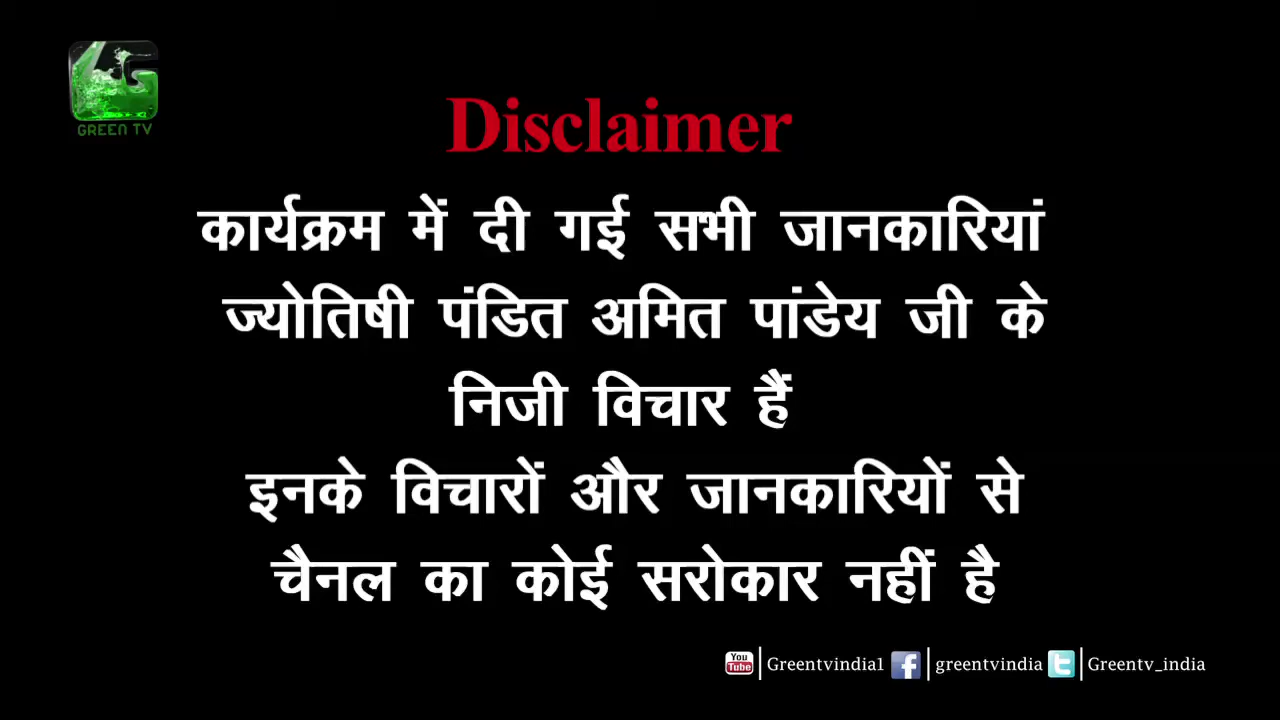 GREEN TV
Disclaimer
कार्यक्रम में दी गई सभी जानकारियां
ज्योतिषी पंडित अमित पांडेय जी के
निजी विचार हैं
इनके विचारों और जानकारियों से
चैनल का कोई सरोकार नहीं है
You Tube Greentvindia1 f greentvindia t Greentv_india